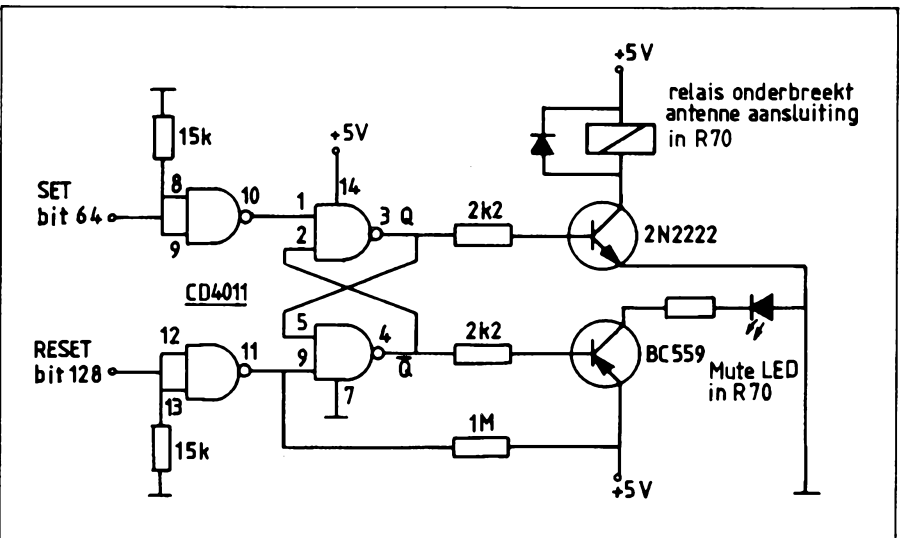 +5V
relais onderbreekt
antenne aansluiting
in R70
15k
+5V
SET
bit 64
8
9
10
1
2
14
3
Q
2k2
2N2222
CD4011
RESET
bit 128
12
13
11
5
9
4
Q̅
7
2k2
BC559
Mute LED
in R70
15k
1M
+5V